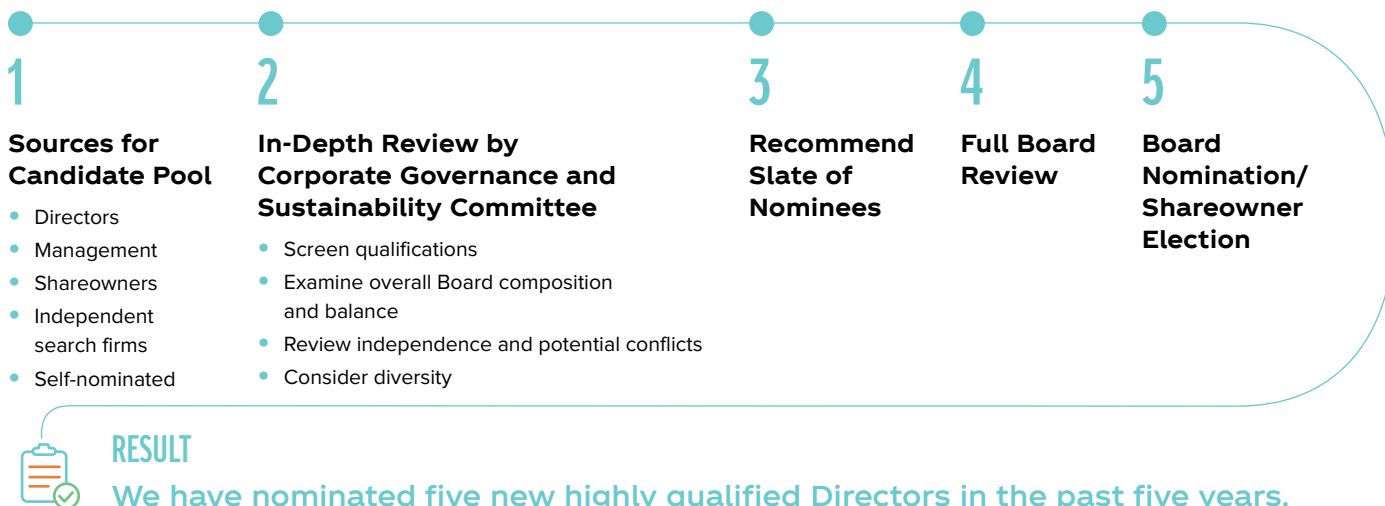 1
Sources for
Candidate Pool
• Directors
• Management
• Shareowners
• Independent
search firms
• Self-nominated
2
In-Depth Review by
Corporate Governance and
Sustainability Committee
• Screen qualifications
• Examine overall Board composition
and balance
• Review independence and potential conflicts
• Consider diversity
3
Recommend
Slate of
Nominees
4
Full Board
Review
5
Board
Nomination/
Shareowner
Election
RESULT
We have nominated five new highly qualified Directors in the past five years.